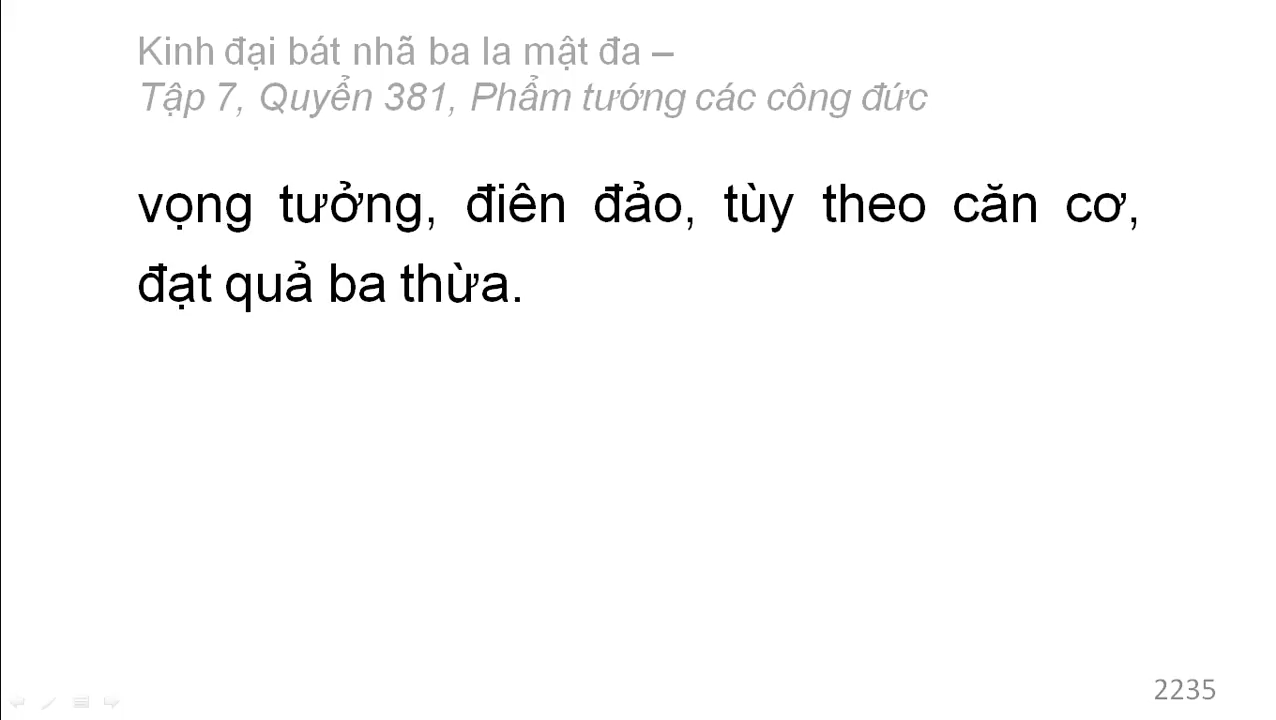 Kinh đại bát nhã ba la mật đa –
Tập 7, Quyển 381, Phẩm tướng các công đức
vọng tưởng, điên đảo, tùy theo căn cơ,
đạt quả ba thừa.
2235